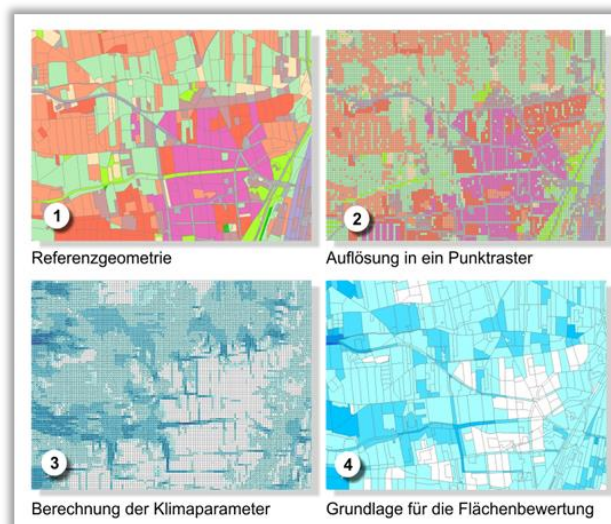 1
Referenzgeometrie
2
Auflösung in ein Punktraster
3
Berechnung der Klimaparameter
4
Grundlage für die Flächenbewertung